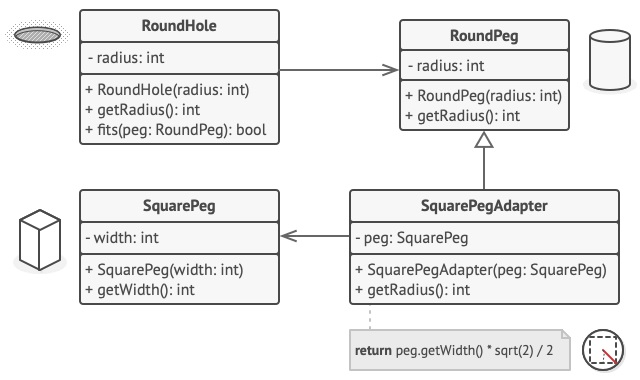 RoundHole
- radius: int
+ RoundHole(radius: int)
+ getRadius(): int
+ fits(peg: RoundPeg): bool
RoundPeg
- radius: int
+ RoundPeg(radius: int)
+ getRadius(): int
SquarePeg
- width: int
+ SquarePeg(width: int)
+ getWidth(): int
SquarePegAdapter
- peg: SquarePeg
+ SquarePegAdapter(peg: SquarePeg)
+ getRadius(): int
return peg.getWidth() * sqrt(2) / 2